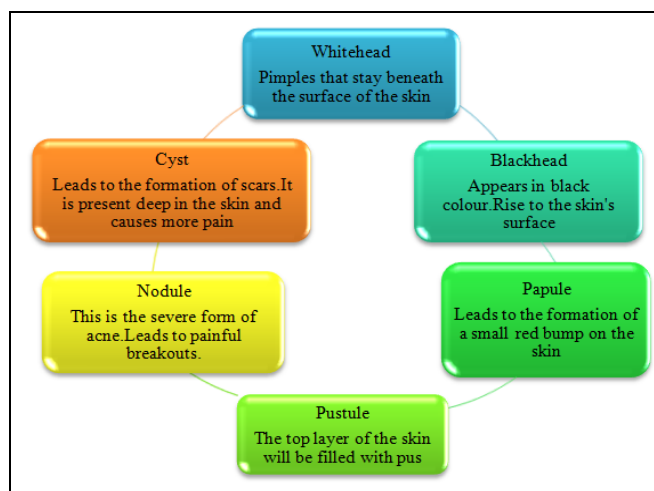 Whitehead
Pimples that stay beneath
the surface of the skin
Blackhead
Appears in black
colour.Rise to the skin's
surface
Papule
Leads to the formation of
a small red bump on the
skin
Pustule
The top layer of the skin
will be filled with pus
Nodule
This is the severe form of
acne.Leads to painful
breakouts.
Cyst
Leads to the formation of scars.It
is present deep in the skin and
causes more pain